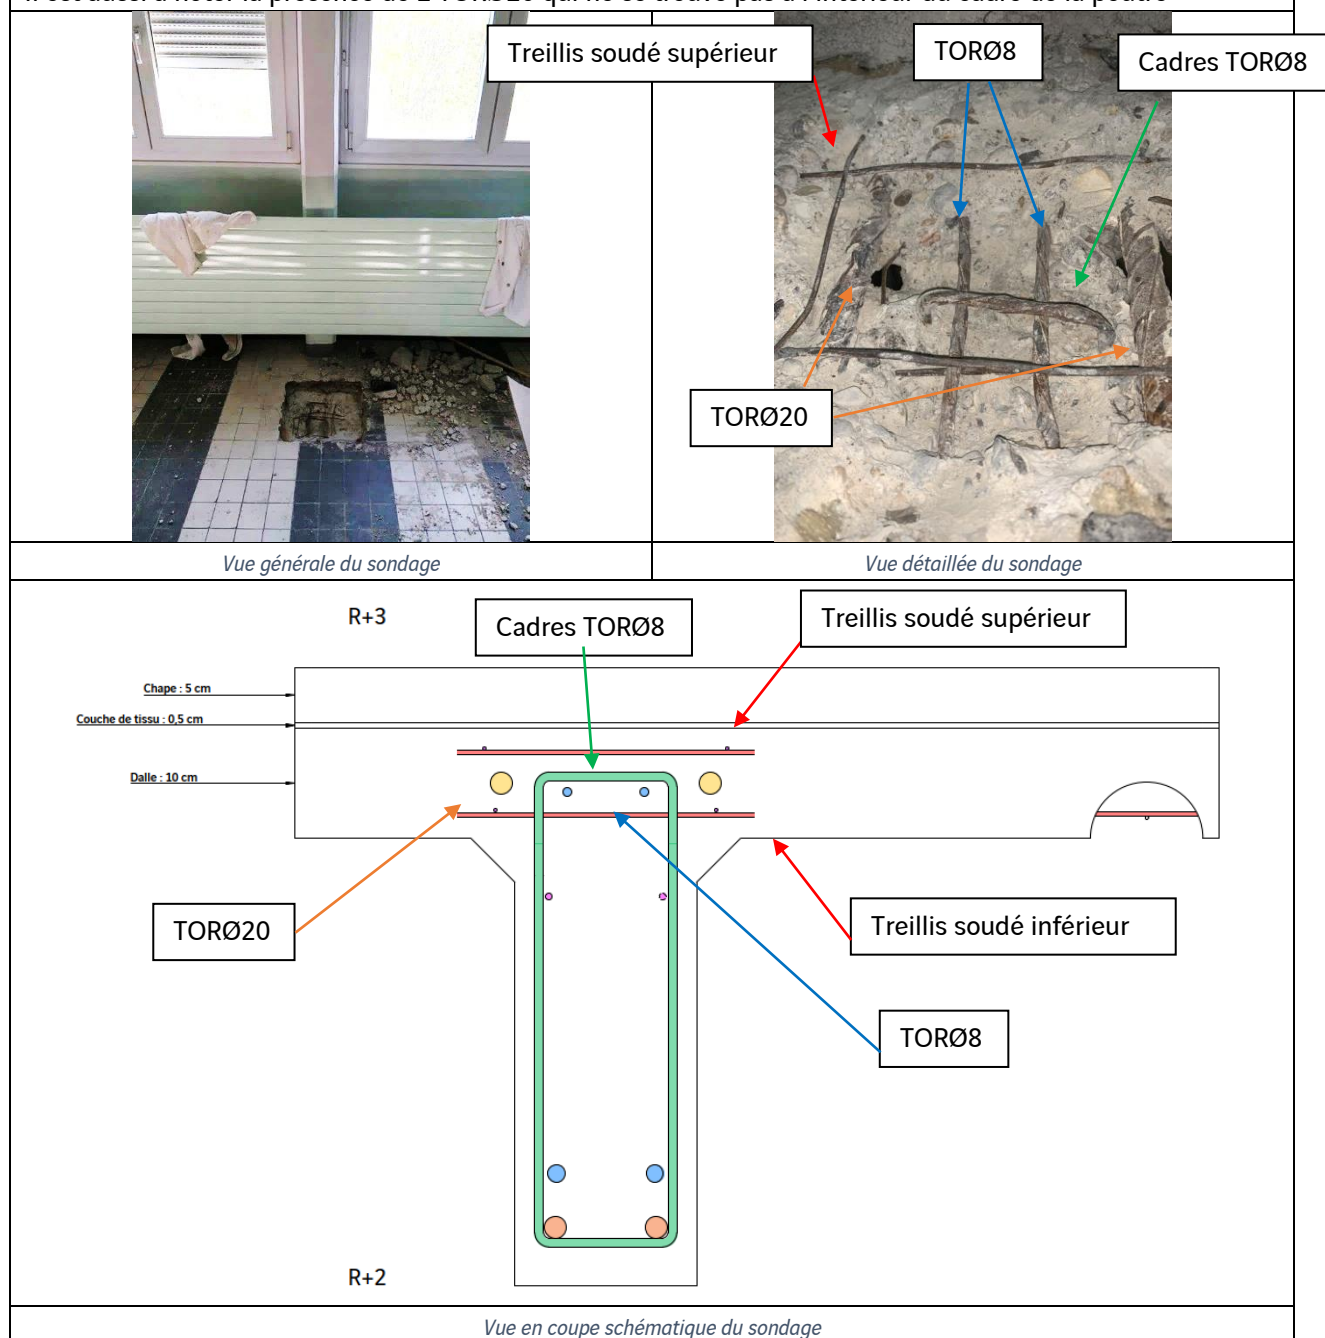 Treillis soudé supérieur
TORØ8
Cadres TORØ8
TORØ20
Vue générale du sondage
Vue détaillée du sondage
R+3
Cadres TORØ8
Treillis soudé supérieur
Chape : 5 cm
Couche de tissu : 0,5 cm
Dalle : 10 cm
TORØ20
Treillis soudé inférieur
TORØ8
R+2
Vue en coupe schématique du sondage